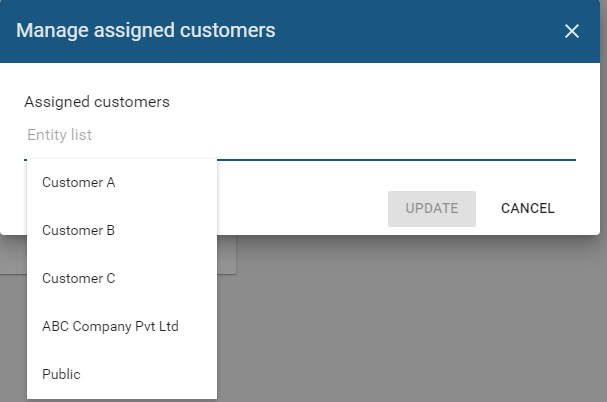 Manage assigned customers
Assigned customers
Entity list
Customer A
Customer B
Customer C
ABC Company Pvt Ltd
Public
UPDATE CANCEL